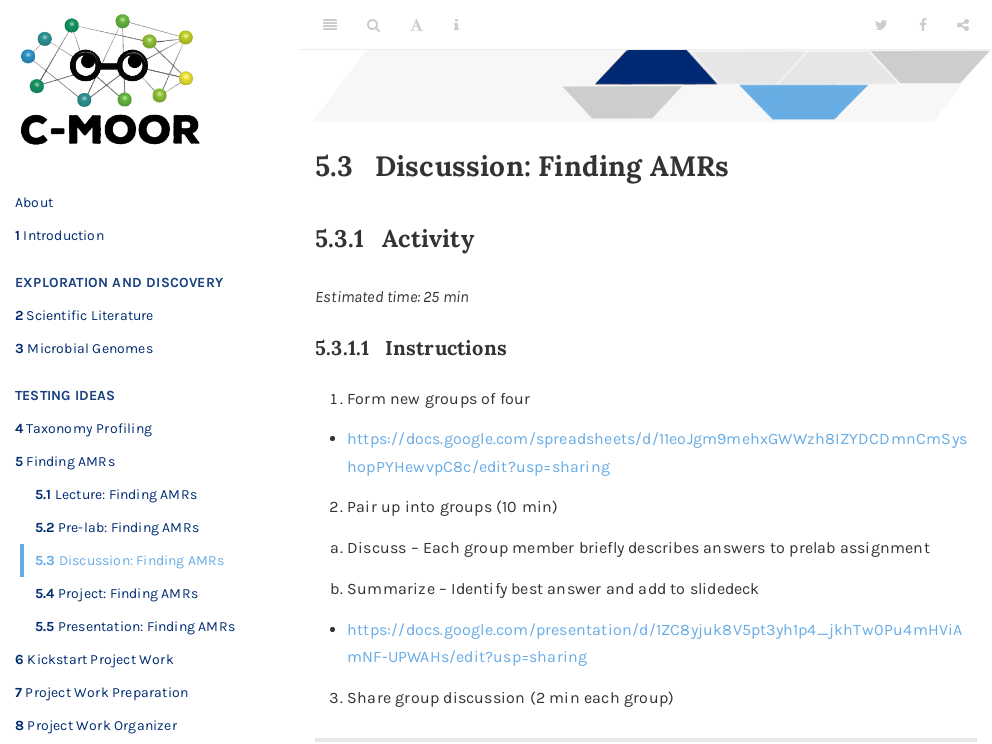 C-MOOR
About
1 Introduction
EXPLORATION AND DISCOVERY
2 Scientific Literature
3 Microbial Genomes
TESTING IDEAS
4 Taxonomy Profiling
5 Finding AMRs
5.1 Lecture: Finding AMRs
5.2 Pre-lab: Finding AMRs
5.3 Discussion: Finding AMRs
5.4 Project: Finding AMRs
5.5 Presentation: Finding AMRs
6 Kickstart Project Work
7 Project Work Preparation
8 Project Work Organizer
5.3 Discussion: Finding AMRs
5.3.1 Activity
Estimated time: 25 min
5.3.1.1 Instructions
1. Form new groups of four
• https://docs.google.com/spreadsheets/d/11eoJgm9mehxGWWzh8IZYDCDmnCmSys
hopPYHewvpC8c/edit?usp=sharing
2. Pair up into groups (10 min)
a. Discuss – Each group member briefly describes answers to prelab assignment
b. Summarize – Identify best answer and add to slidedeck
• https://docs.google.com/presentation/d/1ZC8yjuk8V5pt3yh1p4_jkhTw0Pu4mHViA
mNF-UPWAHs/edit?usp=sharing
3. Share group discussion (2 min each group)